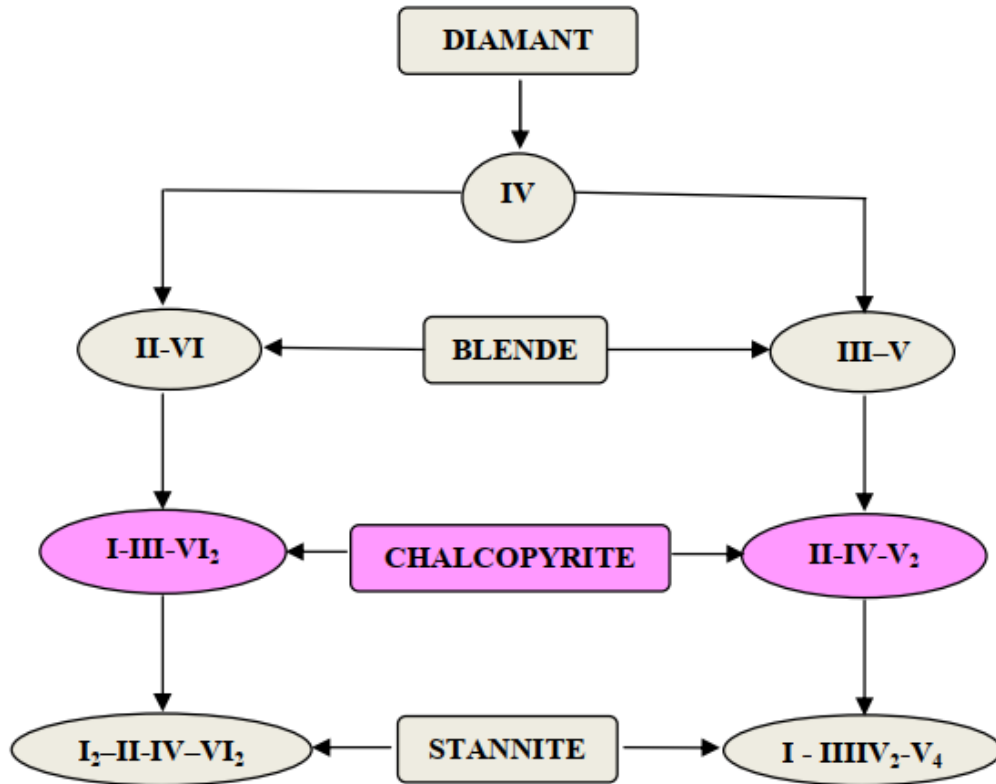 DIAMANT
IV
II-VI
BLENDE
III–V
I-III-VI₂
CHALCOPYRITE
II-IV-V₂
I₂–II-IV–VI₂
STANNITE
I - IIIIV₂-V₄